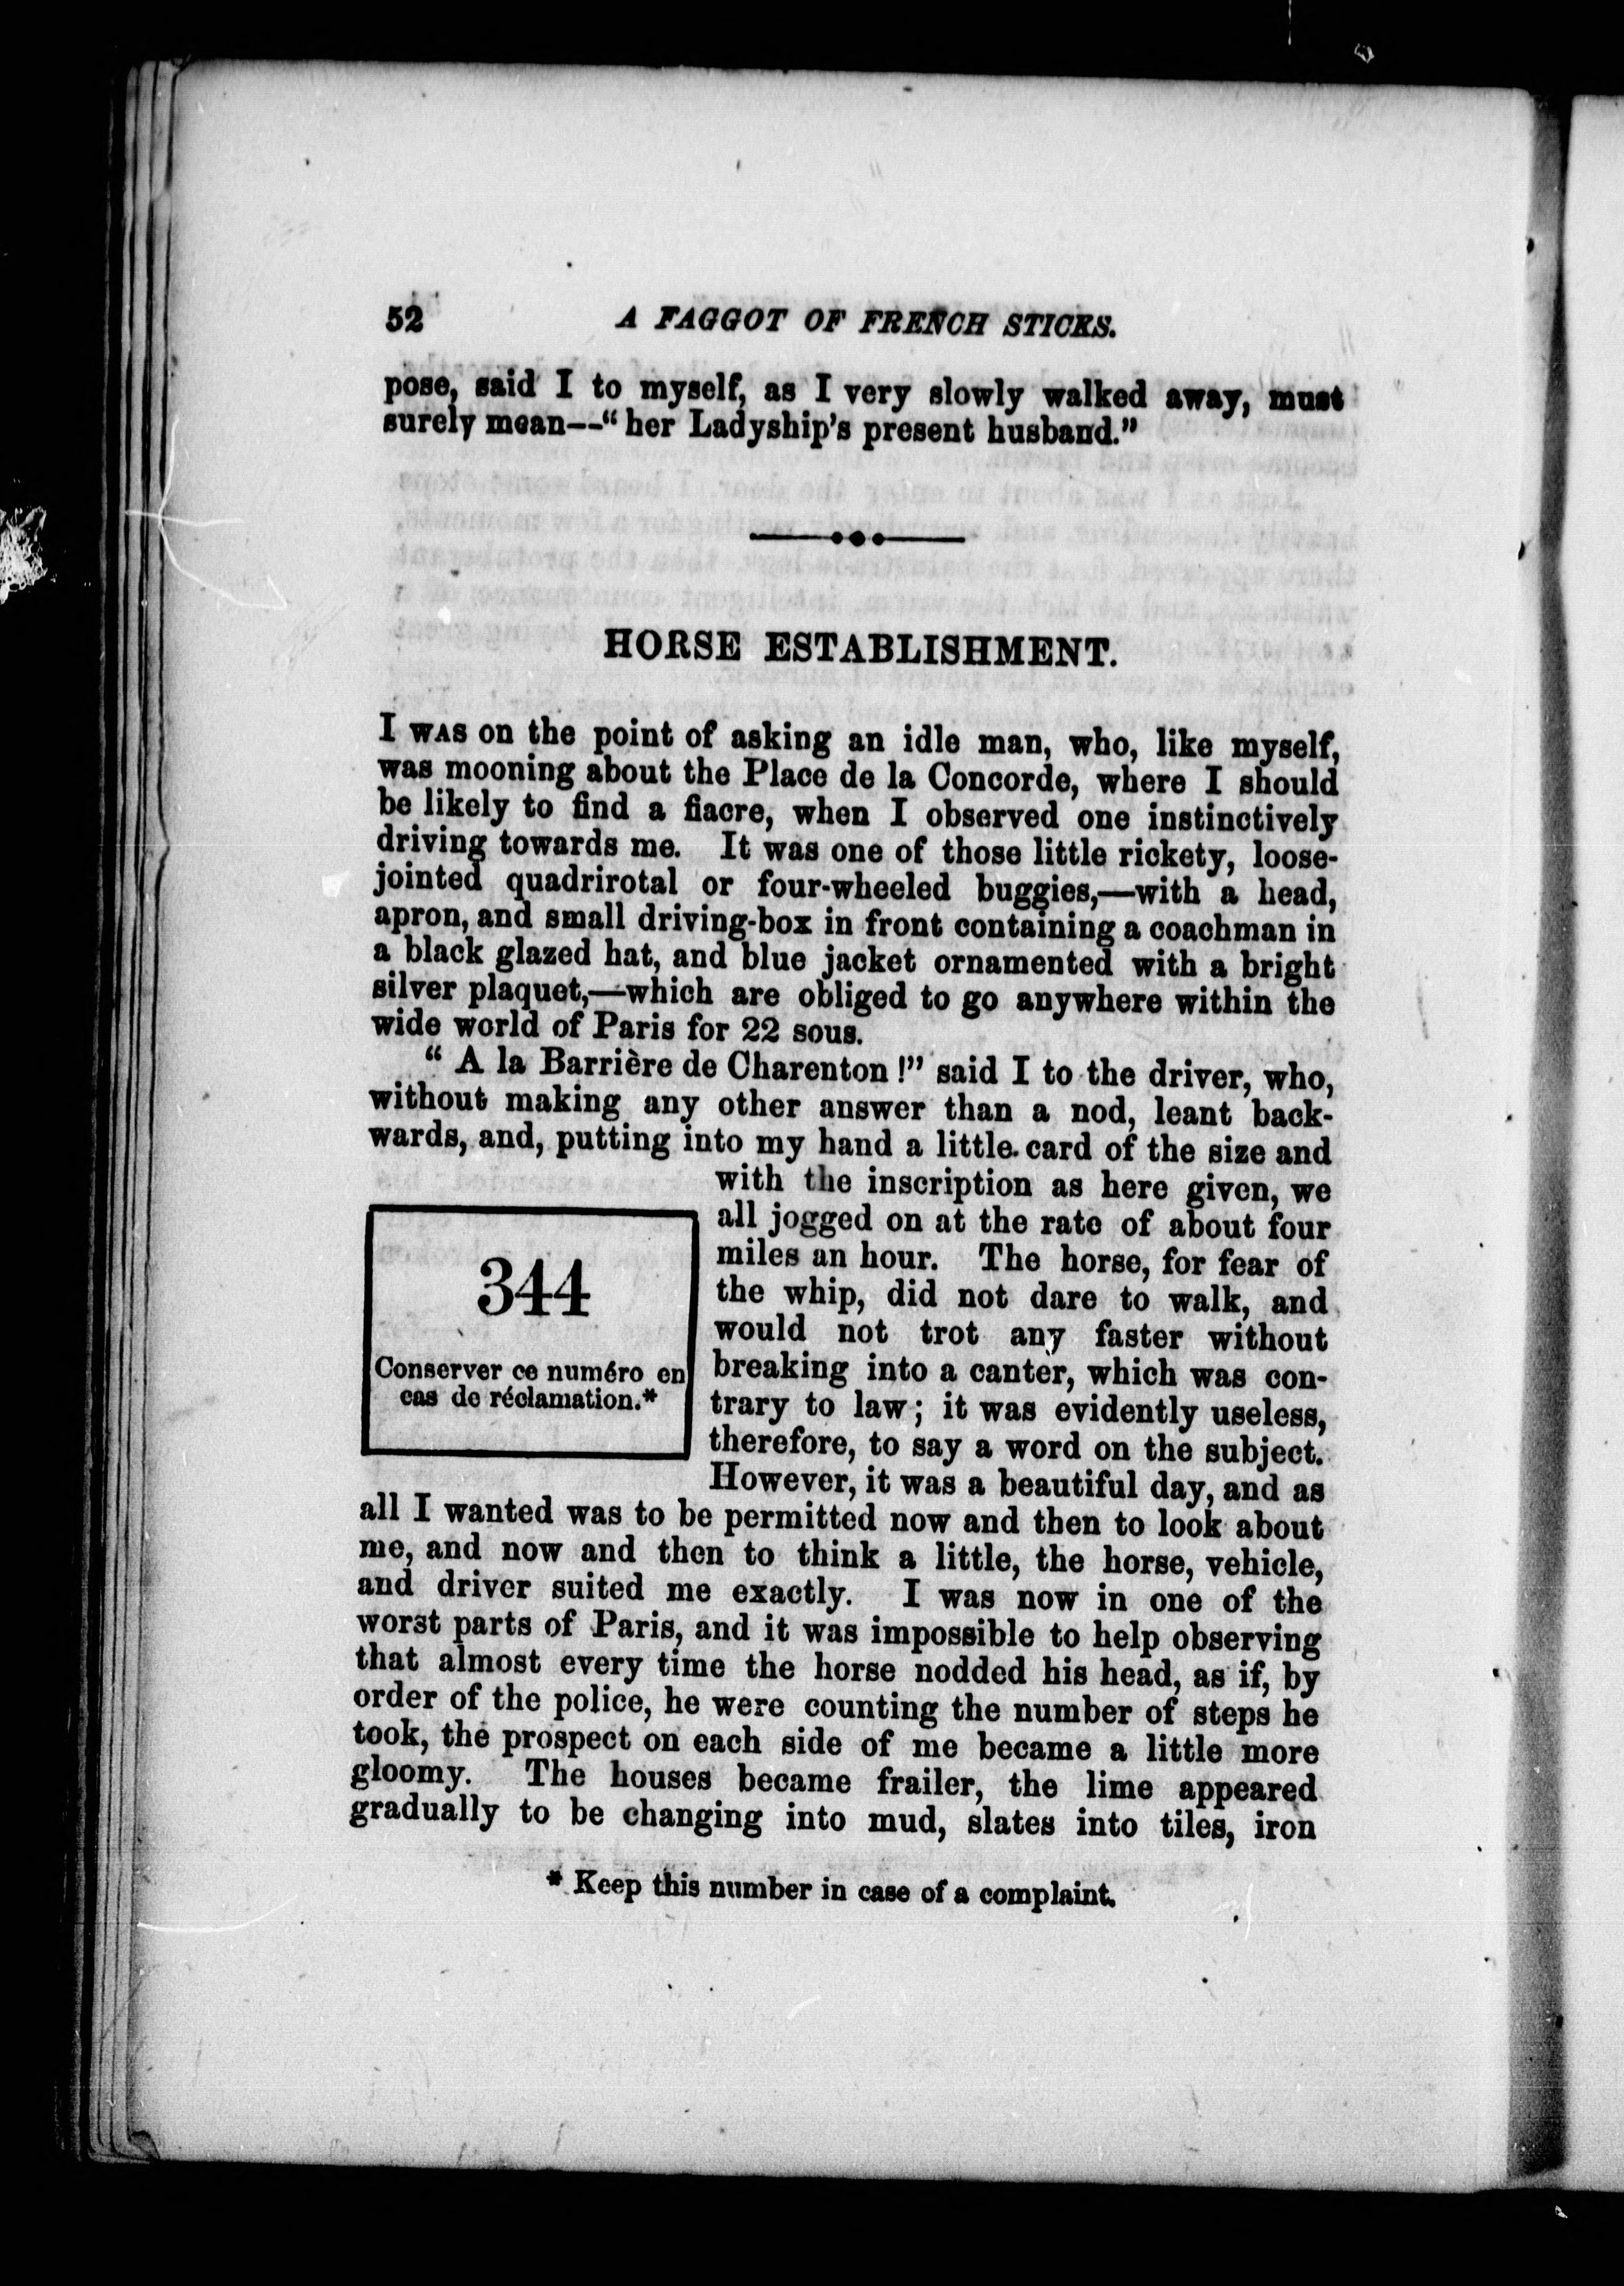 52 A FAGGOT OF FRENCH STICKS.
pose, said I to myself, as I very slowly walked away, must
surely mean--“her Ladyship’s present husband.”
HORSE ESTABLISHMENT.
I WAS on the point of asking an idle man, who, like myself,
was mooning about the Place de la Concorde, where I should
be likely to find a fiacre, when I observed one instinctively
driving towards me. It was one of those little rickety, loose-
jointed quadrirotal or four-wheeled buggies,—with a head,
apron, and small driving-box in front containing a coachman in
a black glazed hat, and blue jacket ornamented with a bright
silver plaquet,—which are obliged to go anywhere within the
wide world of Paris for 22 sous.
“A la Barrière de Charenton!” said I to the driver, who,
without making any other answer than a nod, leant back-
wards, and, putting into my hand a little card of the size and
with the inscription as here given, we
all jogged on at the rate of about four
miles an hour. The horse, for fear of
the whip, did not dare to walk, and
would not trot any faster without
breaking into a canter, which was con-
trary to law; it was evidently useless,
therefore, to say a word on the subject.
However, it was a beautiful day, and as
344
Conserver ce numéro en
cas de réclamation.*
all I wanted was to be permitted now and then to look about
me, and now and then to think a little, the horse, vehicle,
and driver suited me exactly. I was now in one of the
worst parts of Paris, and it was impossible to help observing
that almost every time the horse nodded his head, as if, by
order of the police, he were counting the number of steps he
took, the prospect on each side of me became a little more
gloomy. The houses became frailer, the lime appeared
gradually to be changing into mud, slates into tiles, iron
* Keep this number in case of a complaint.